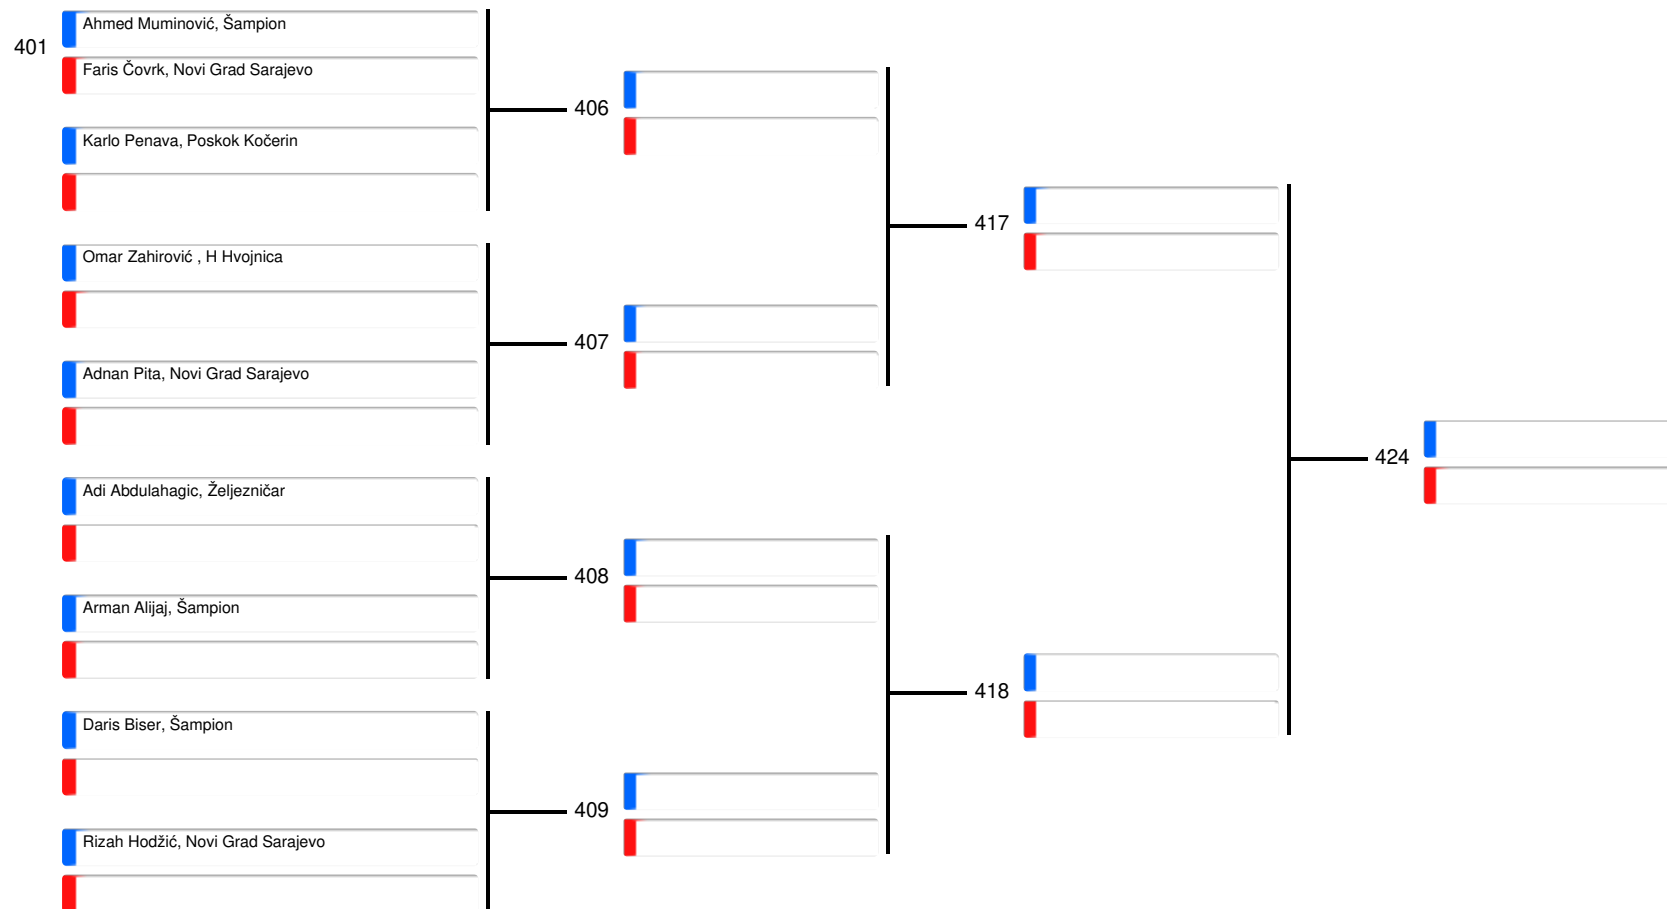 Ahmed Muminović, Šampion
401
Faris Čovrk, Novi Grad Sarajevo
406
Karlo Penava, Poskok Kočerin
417
Omar Zahirović , H Hvojnica
407
Adnan Pita, Novi Grad Sarajevo
424
Adi Abdulahagic, Željezničar
408
Arman Alijaj, Šampion
418
Daris Biser, Šampion
409
Rizah Hodžić, Novi Grad Sarajevo